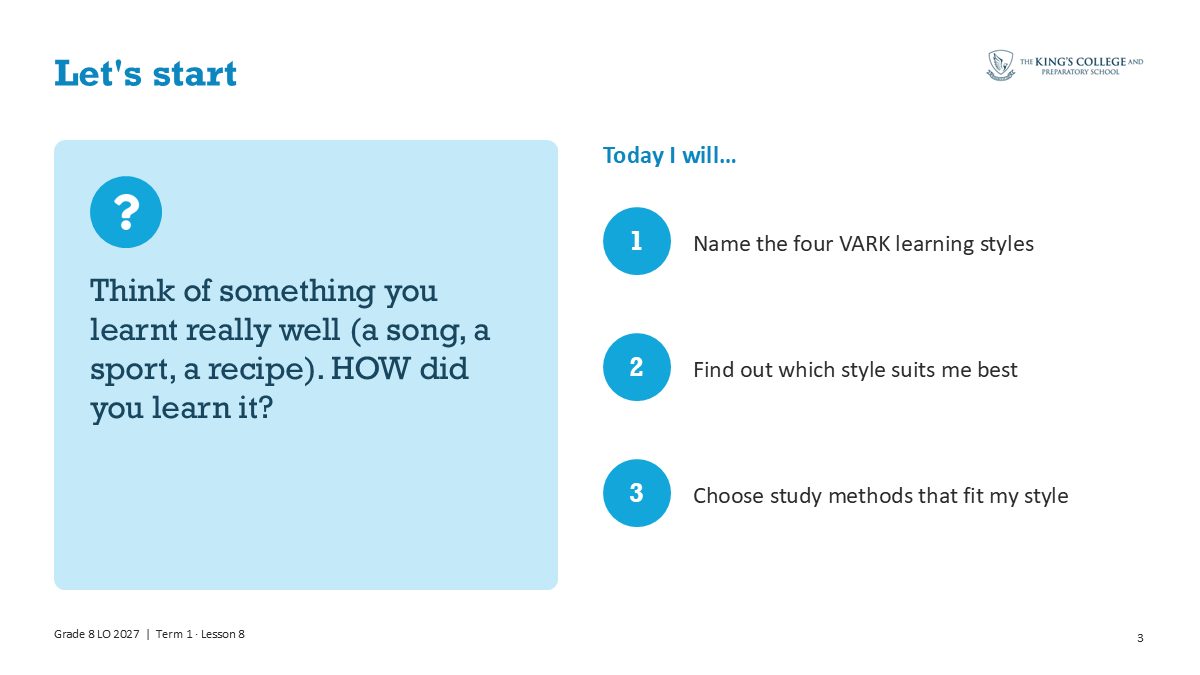 Let's start
THE KING'S COLLEGE AND
PREPARATORY SCHOOL
?
Think of something you
learnt really well (a song, a
sport, a recipe). HOW did
you learn it?
Today I will...
1
Name the four VARK learning styles
2
Find out which style suits me best
3
Choose study methods that fit my style
Grade 8 LO 2027 | Term 1 · Lesson 8
3